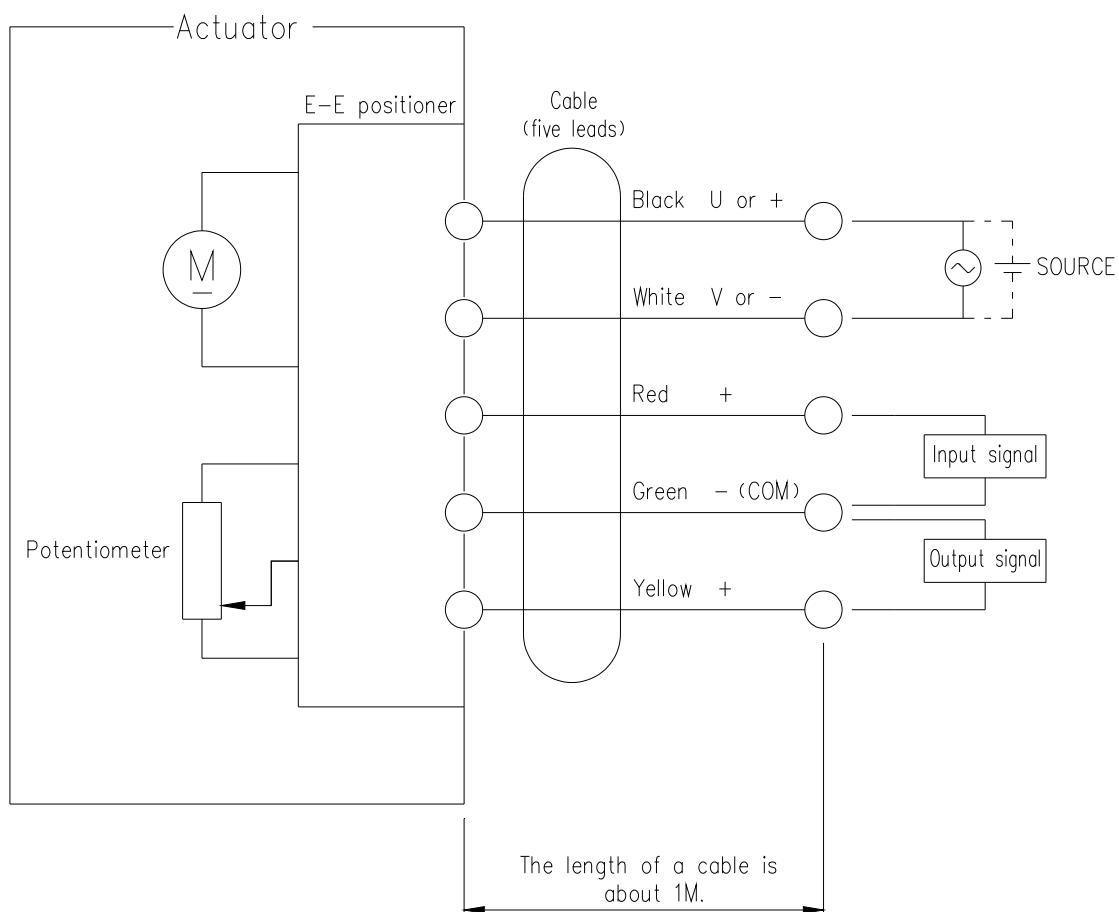 Actuator
E-E positioner
Cable
(five leads)
Black U or +
White V or -
SOURCE
M
Red +
Input signal
Green - (COM)
Potentiometer
Output signal
Yellow +
The length of a cable is
about 1M.